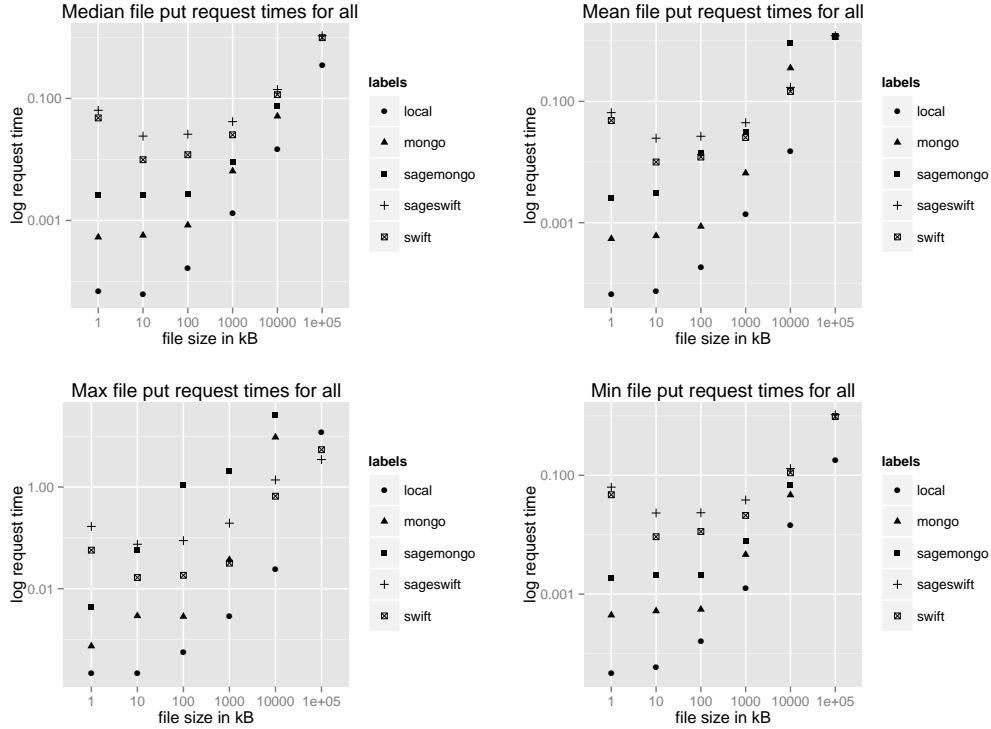 Median file put request times for all
log request time
0.100
0.001
1 10 100 1000 10000 1e+05
file size in kB
labels
local
mongo
sagemongo
sageswift
swift
Mean file put request times for all
log request time
0.100
0.001
1 10 100 1000 10000 1e+05
file size in kB
labels
local
mongo
sagemongo
sageswift
swift
Max file put request times for all
log request time
1.00
0.01
1 10 100 1000 10000 1e+05
file size in kB
labels
local
mongo
sagemongo
sageswift
swift
Min file put request times for all
log request time
0.100
0.001
1 10 100 1000 10000 1e+05
file size in kB
labels
local
mongo
sagemongo
sageswift
swift